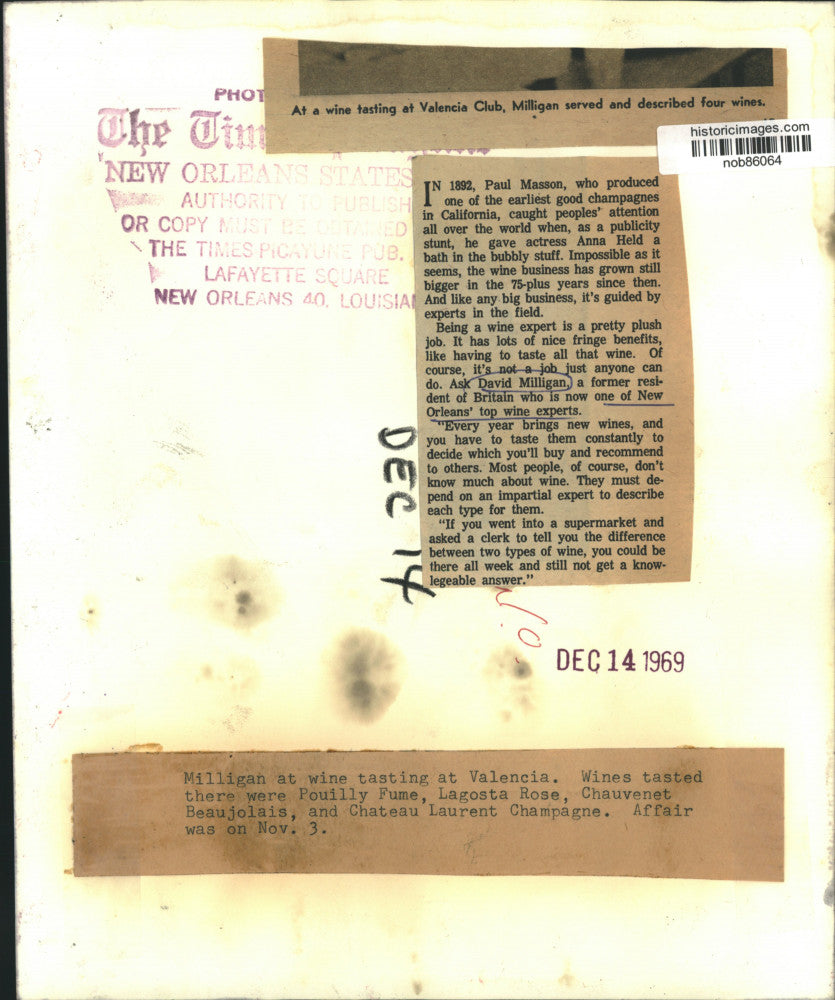 At a wine tasting at Valencia Club, Milligan served and described four wines.
historicimages.com
nob86064
PHOT
The Tim
NEW ORLEANS STATES
AUTHORITY TO PUBLISH
OR COPY MUST BE OBTAINED
THE TIMES PICAYUNE PUB.
LAFAYETTE SQUARE
NEW ORLEANS 40, LOUISIA
IN 1892, Paul Masson, who produced
one of the earliest good champagnes
in California, caught peoples' attention
all over the world when, as a publicity
stunt, he gave actress Anna Held a
bath in the bubbly stuff. Impossible as it
seems, the wine business has grown still
bigger in the 75-plus years since then.
And like any big business, it's guided by
experts in the field.
Being a wine expert is a pretty plush
job. It has lots of nice fringe benefits,
like having to taste all that wine. Of
course, it's not a job just anyone can
do. Ask David Milligan, a former resi-
dent of Britain who is now one of New
Orleans' top wine experts.
"Every year brings new wines, and
you have to taste them constantly to
decide which you'll buy and recommend
to others. Most people, of course, don't
know much about wine. They must de-
pend on an impartial expert to describe
each type for them.
"If you went into a supermarket and
asked a clerk to tell you the difference
between two types of wine, you could be
there all week and still not get a know-
legeable answer."
DEC 14
N.O.
DEC 14 1969
Milligan at wine tasting at Valencia. Wines tasted
there were Pouilly Fume, Lagosta Rose, Chauvenet
Beaujolais, and Chateau Laurent Champagne. Affair
was on Nov. 3.